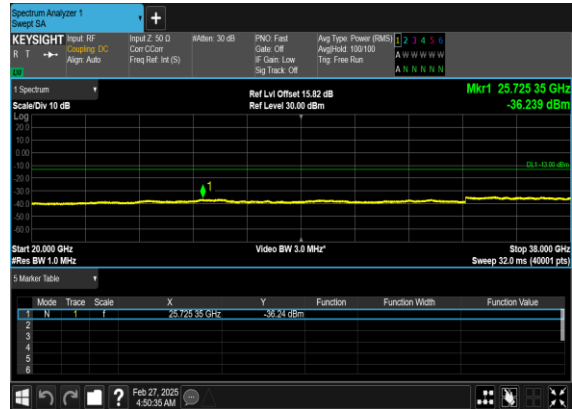 Spectrum Analyzer 1
Swept SA
+
KEYSIGHT
R T
Input: RF
Coupling: DC
Align: Auto
Input Z: 50 Ω
Corr CCorr
Freq Ref: Int (S)
#Atten: 30 dB
PNO: Fast
Gate: Off
IF Gain: Low
Sig Track: Off
Avg Type: Power (RMS)
Avg|Hold: 100/100
Trig: Free Run
1 2 3 4 5 6
A W W W W W
A N N N N N
1 Spectrum
Scale/Div 10 dB
Ref Lvl Offset 15.82 dB
Ref Level 30.00 dBm
Mkr1 25.725 35 GHz
-36.239 dBm
Log
20.0
10.0
0.00
-10.0
-20.0
-30.0
-40.0
-50.0
-60.0
DL1 -13.00 dBm
1
Start 20.000 GHz
#Res BW 1.0 MHz
Video BW 3.0 MHz*
Stop 38.000 GHz
Sweep 32.0 ms (40001 pts)
5 Marker Table
Mode Trace Scale X Y Function Function Width Function Value
1 N 1 f 25.725 35 GHz -36.24 dBm
2
3
4
5
6
?
Feb 27, 2025
4:50:35 AM